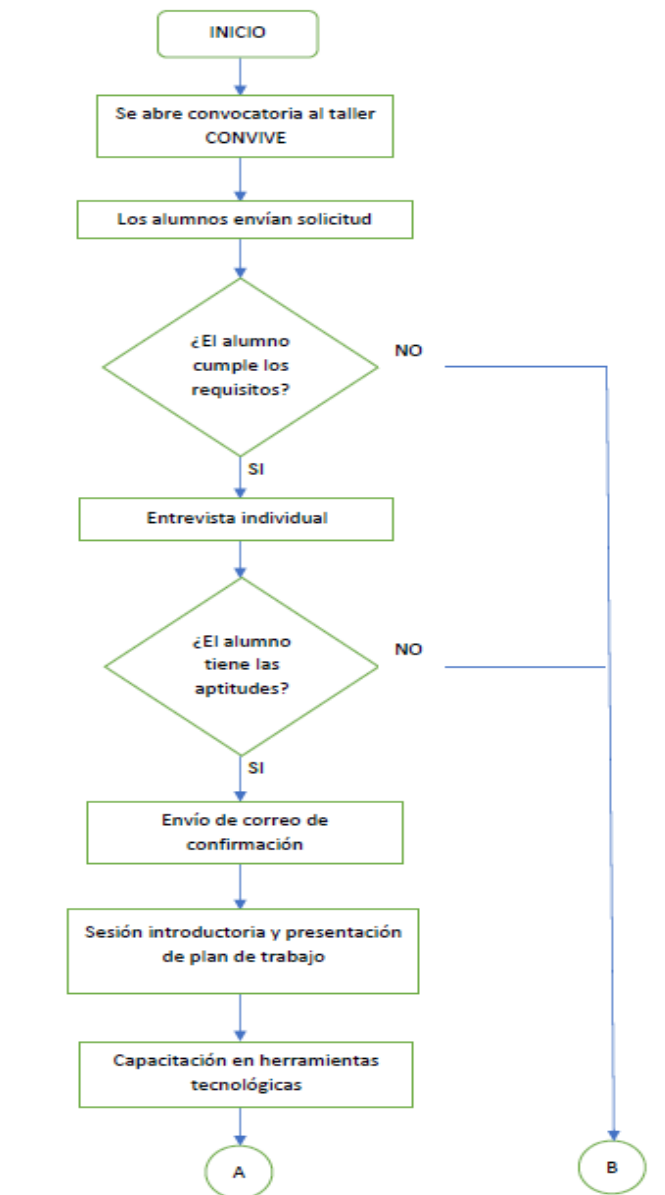 INICIO
Se abre convocatoria al taller
CONVIVE
Los alumnos envían solicitud
¿El alumno
cumple los
requisitos?
NO
SI
Entrevista individual
¿El alumno
tiene las
aptitudes?
NO
SI
Envío de correo de
confirmación
Sesión introductoria y presentación
de plan de trabajo
Capacitación en herramientas
tecnológicas
A
B